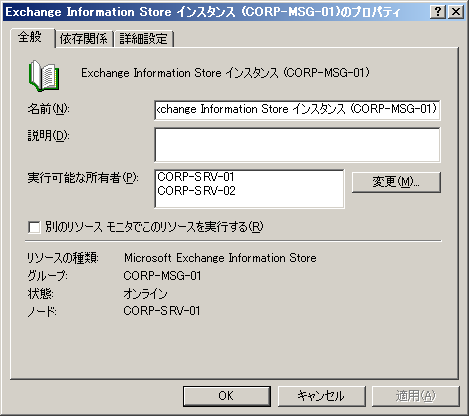 Exchange Information Store インスタンス (CORP-MSG-01)のプロパティ
全般 依存関係 詳細設定
Exchange Information Store インスタンス (CORP-MSG-01)
名前(N): change Information Store インスタンス (CORP-MSG-01)
説明(D):
実行可能な所有者(P): CORP-SRV-01 変更(M)...
CORP-SRV-02
別のリソース モニタでこのリソースを実行する(R)
リソースの種類: Microsoft Exchange Information Store
グループ: CORP-MSG-01
状態: オンライン
ノード: CORP-SRV-01
OK キャンセル 適用(A)